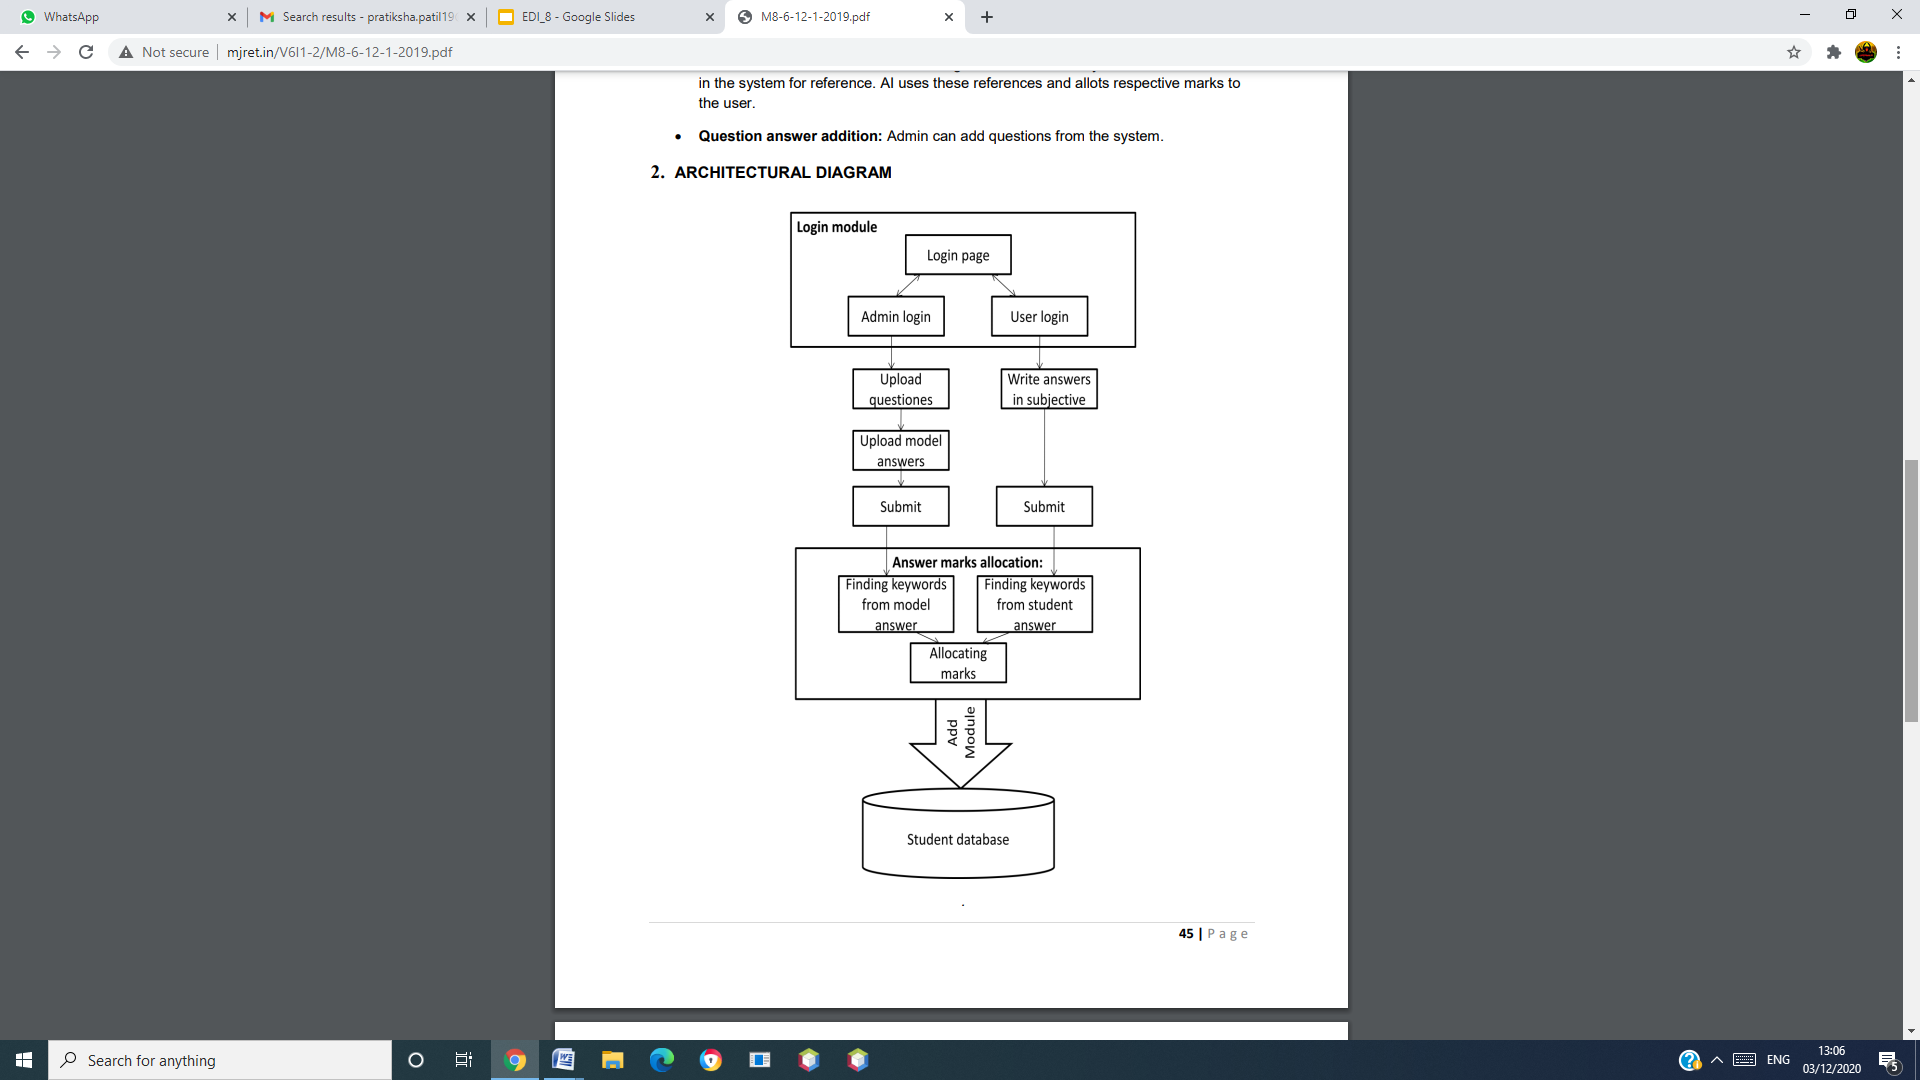 WhatsApp
Search results - pratiksha.patil19
EDI_8 - Google Slides
M8-6-12-1-2019.pdf
Not secure
mjret.in/V6I1-2/M8-6-12-1-2019.pdf
in the system for reference. AI uses these references and allots respective marks to
the user.
• Question answer addition: Admin can add questions from the system.
2. ARCHITECTURAL DIAGRAM
Login module
Login page
Admin login
User login
Upload
questiones
Write answers
in subjective
Upload model
answers
Submit
Submit
Answer marks allocation:
Finding keywords
from model
answer
Finding keywords
from student
answer
Allocating
marks
Add
Module
Student database
.
45 | Page
Search for anything
ENG
13:06
03/12/2020
5